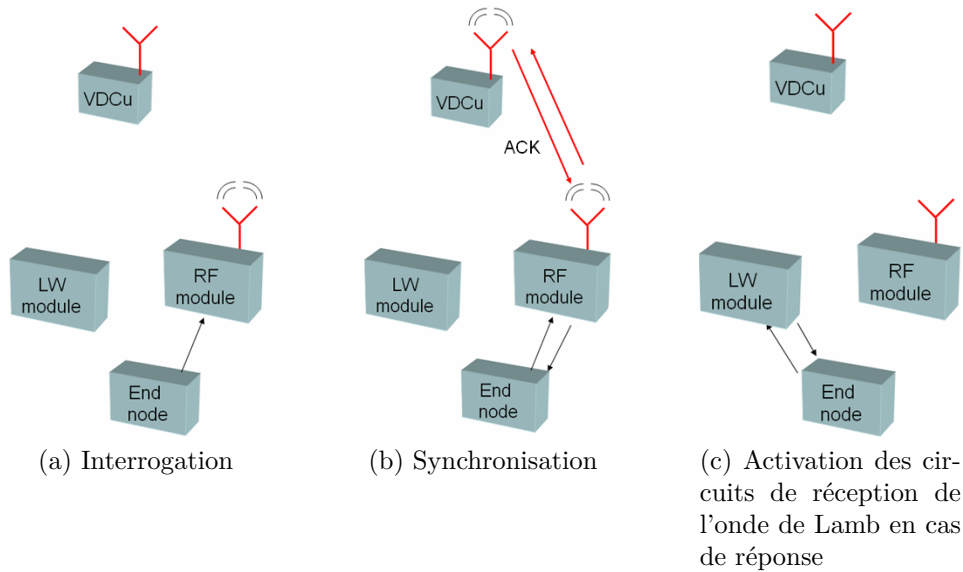 VDCu
LW
module
RF
module
End
node
(a) Interrogation
VDCu
ACK
LW
module
RF
module
End
node
(b) Synchronisation
VDCu
LW
module
RF
module
End
node
(c) Activation des cir-
cuits de réception de
l'onde de Lamb en cas
de réponse